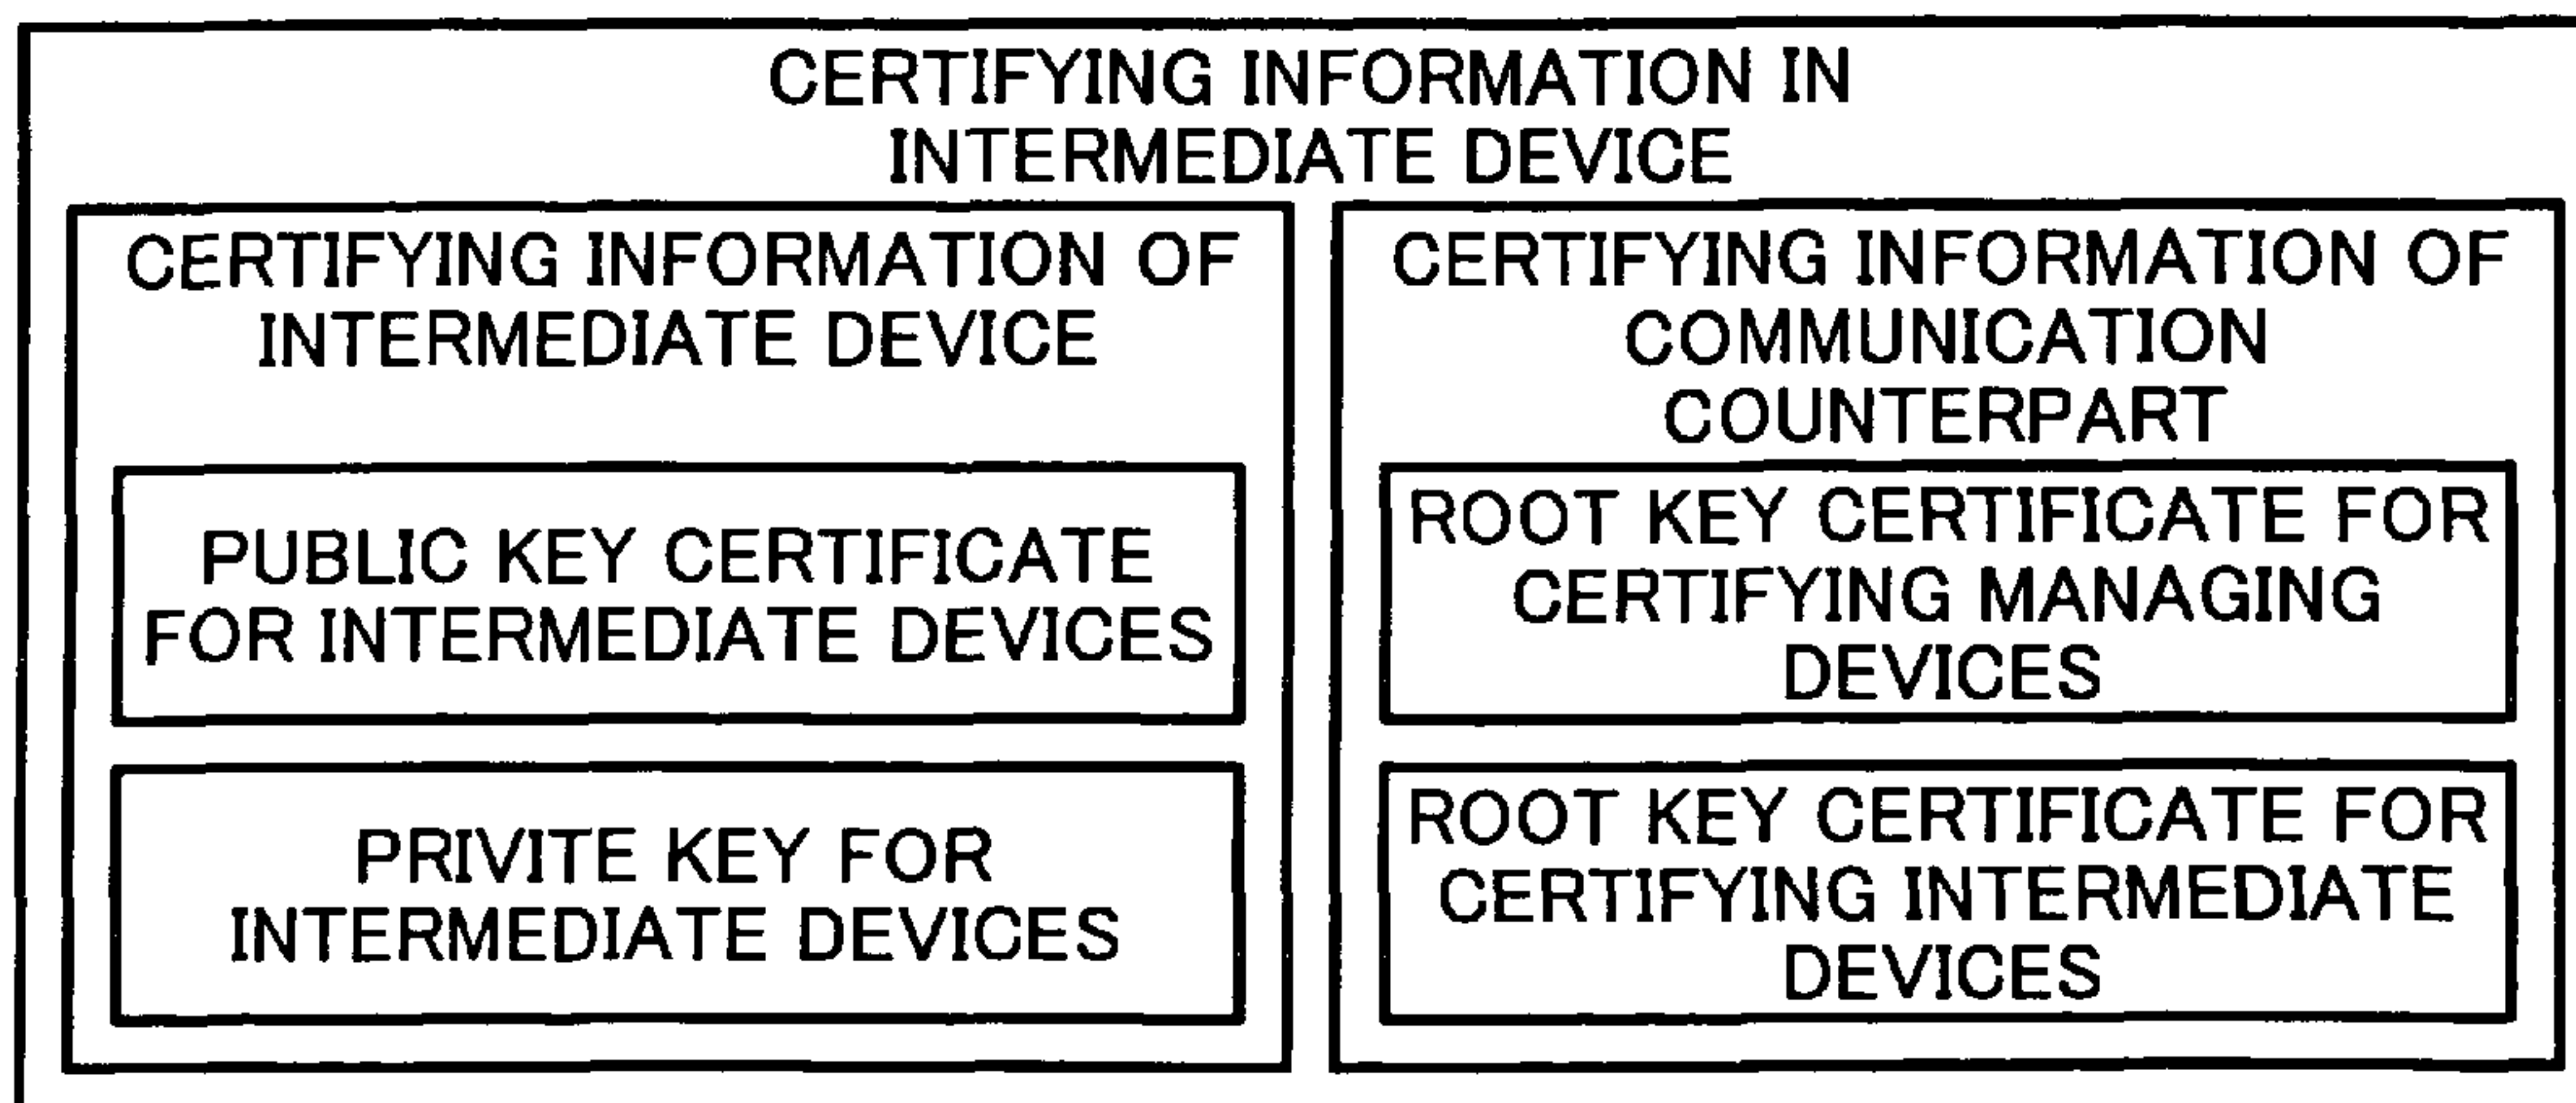 CERTIFYING INFORMATION IN
INTERMEDIATE DEVICE
CERTIFYING INFORMATION OF
INTERMEDIATE DEVICE
PUBLIC KEY CERTIFICATE
FOR INTERMEDIATE DEVICES
PRIVITE KEY FOR
INTERMEDIATE DEVICES
CERTIFYING INFORMATION OF
COMMUNICATION
COUNTERPART
ROOT KEY CERTIFICATE FOR
CERTIFYING MANAGING
DEVICES
ROOT KEY CERTIFICATE FOR
CERTIFYING INTERMEDIATE
DEVICES